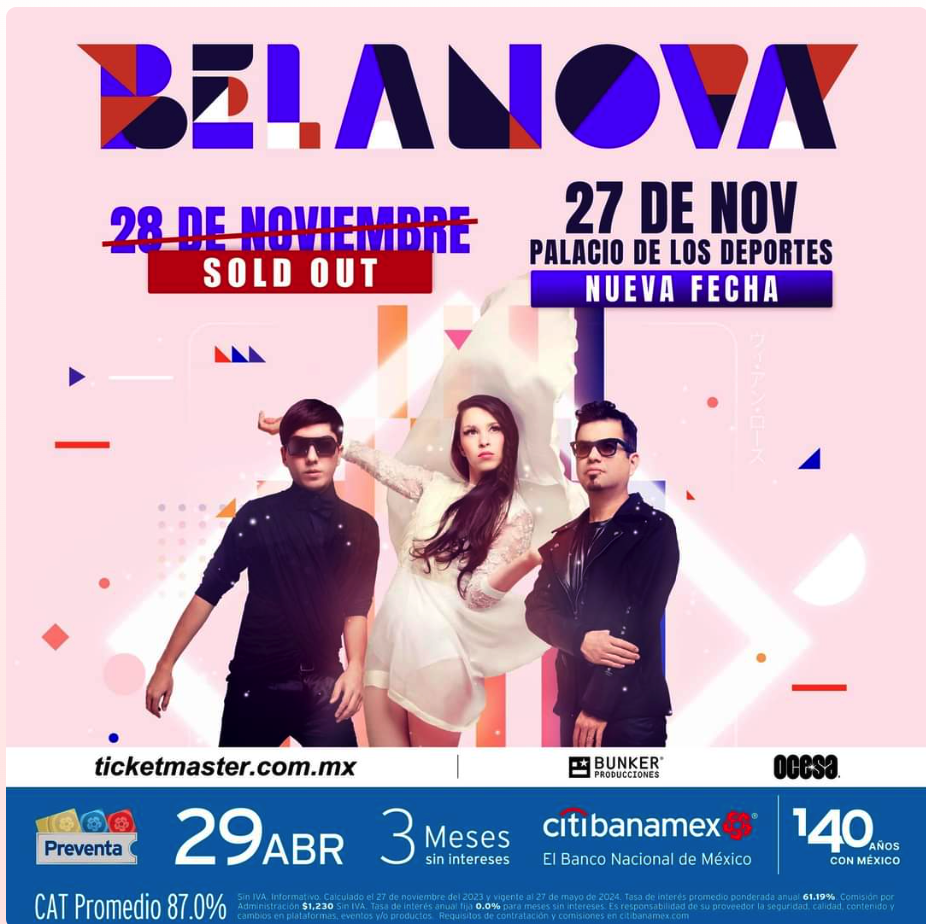 BELANOVA
28 DE NOVIEMBRE
SOLD OUT
27 DE NOV
PALACIO DE LOS DEPORTES
NUEVA FECHA
ヴィアン・ローズ
ticketmaster.com.mx
BUNKER
PRODUCCIONES
ocesa
Preventa
29 ABR
3 Meses
sin intereses
citibanamex
El Banco Nacional de México
140 AÑOS
CON MÉXICO
CAT Promedio 87.0%
Sin IVA. Informativo. Calculado el 27 de noviembre del 2023 y vigente al 27 de mayo de 2024. Tasa de interés promedio ponderada anual 61.19%. Comisión por
Administración $1,230 Sin IVA. Tasa de interés anual fija 0.0% para meses sin intereses. Es responsabilidad de su proveedor la seguridad, calidad, contenido y
cambios en plataformas, eventos y/o productos. Requisitos de contratación y comisiones en citibanamex.com